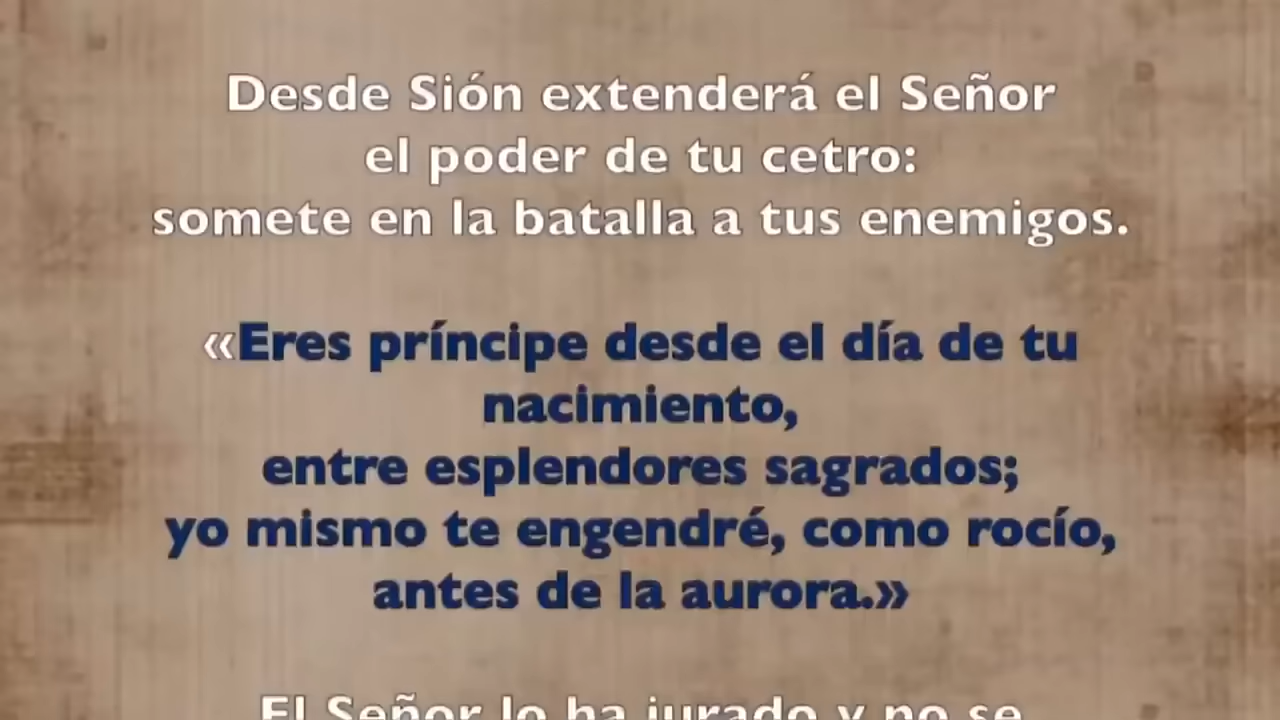 Desde Sión extenderá el Señor
el poder de tu cetro:
somete en la batalla a tus enemigos.
«Eres príncipe desde el día de tu
nacimiento,
entre esplendores sagrados;
yo mismo te engendré, como rocío,
antes de la aurora.»
El Señor lo ha jurado y no se